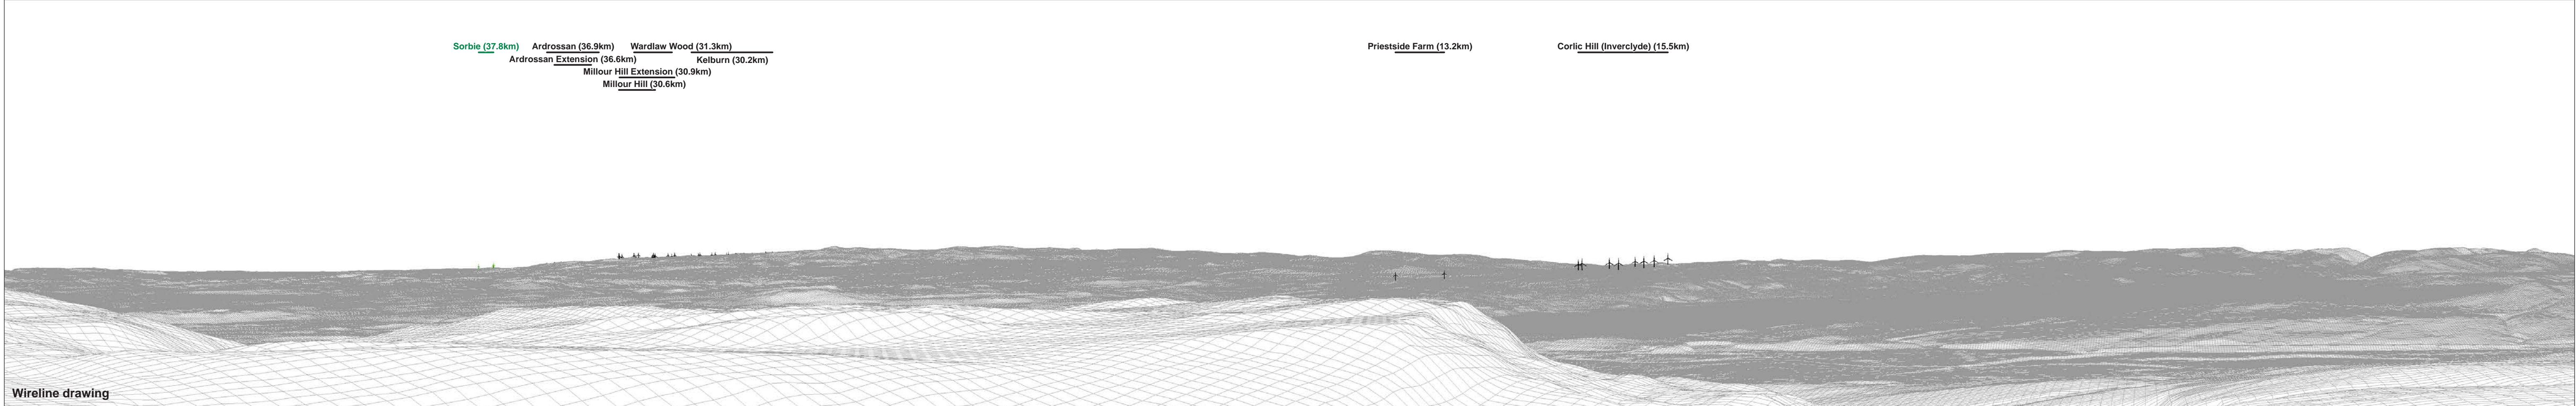 Sorbie (37.8km)
Ardrossan (36.9km)
Wardlaw Wood (31.3km)
Priestside Farm (13.2km)
Corlic Hill (Inverclyde) (15.5km)
Ardrossan Extension (36.6km)
Kelburn (30.2km)
Millour Hill Extension (30.9km)
Millour Hill (30.6km)
Wireline drawing